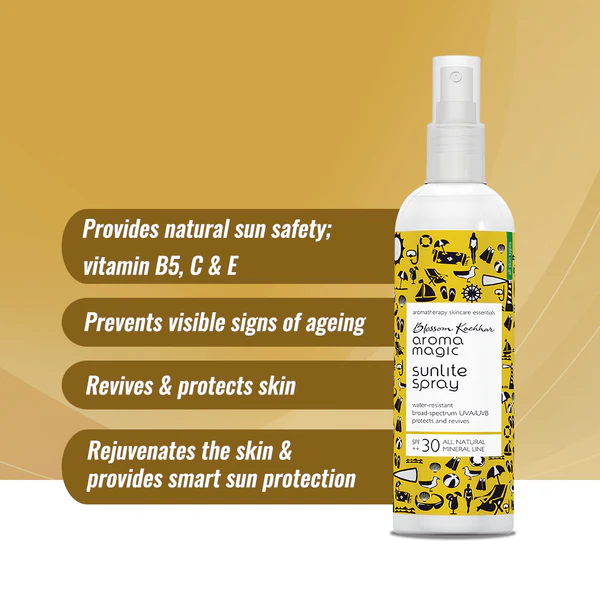 Provides natural sun safety;
vitamin B5, C & E
Prevents visible signs of ageing
Revives & protects skin
Rejuvenates the skin &
provides smart sun protection
aromatherapy skincare essentials
Blossom Kochhar
aroma
magic
sunlite
spray
water-resistant
broad-spectrum UVA/UVB
protects and revives
SPF
++ 30 ALL NATURAL
MINERAL LINE